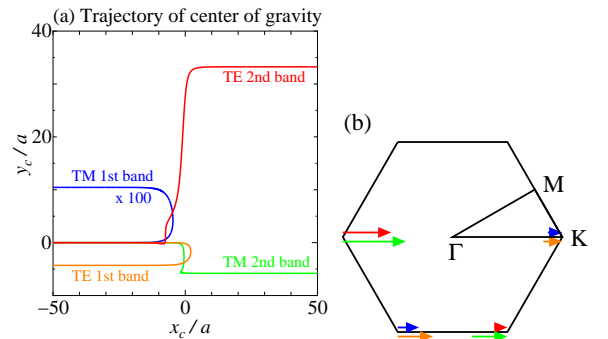 (a) Trajectory of center of gravity
40
TE 2nd band
y_c / a
20
TM 1st band
x 100
0
TE 1st band
TM 2nd band
−50
0
50
x_c / a
(b)
M
Γ
K